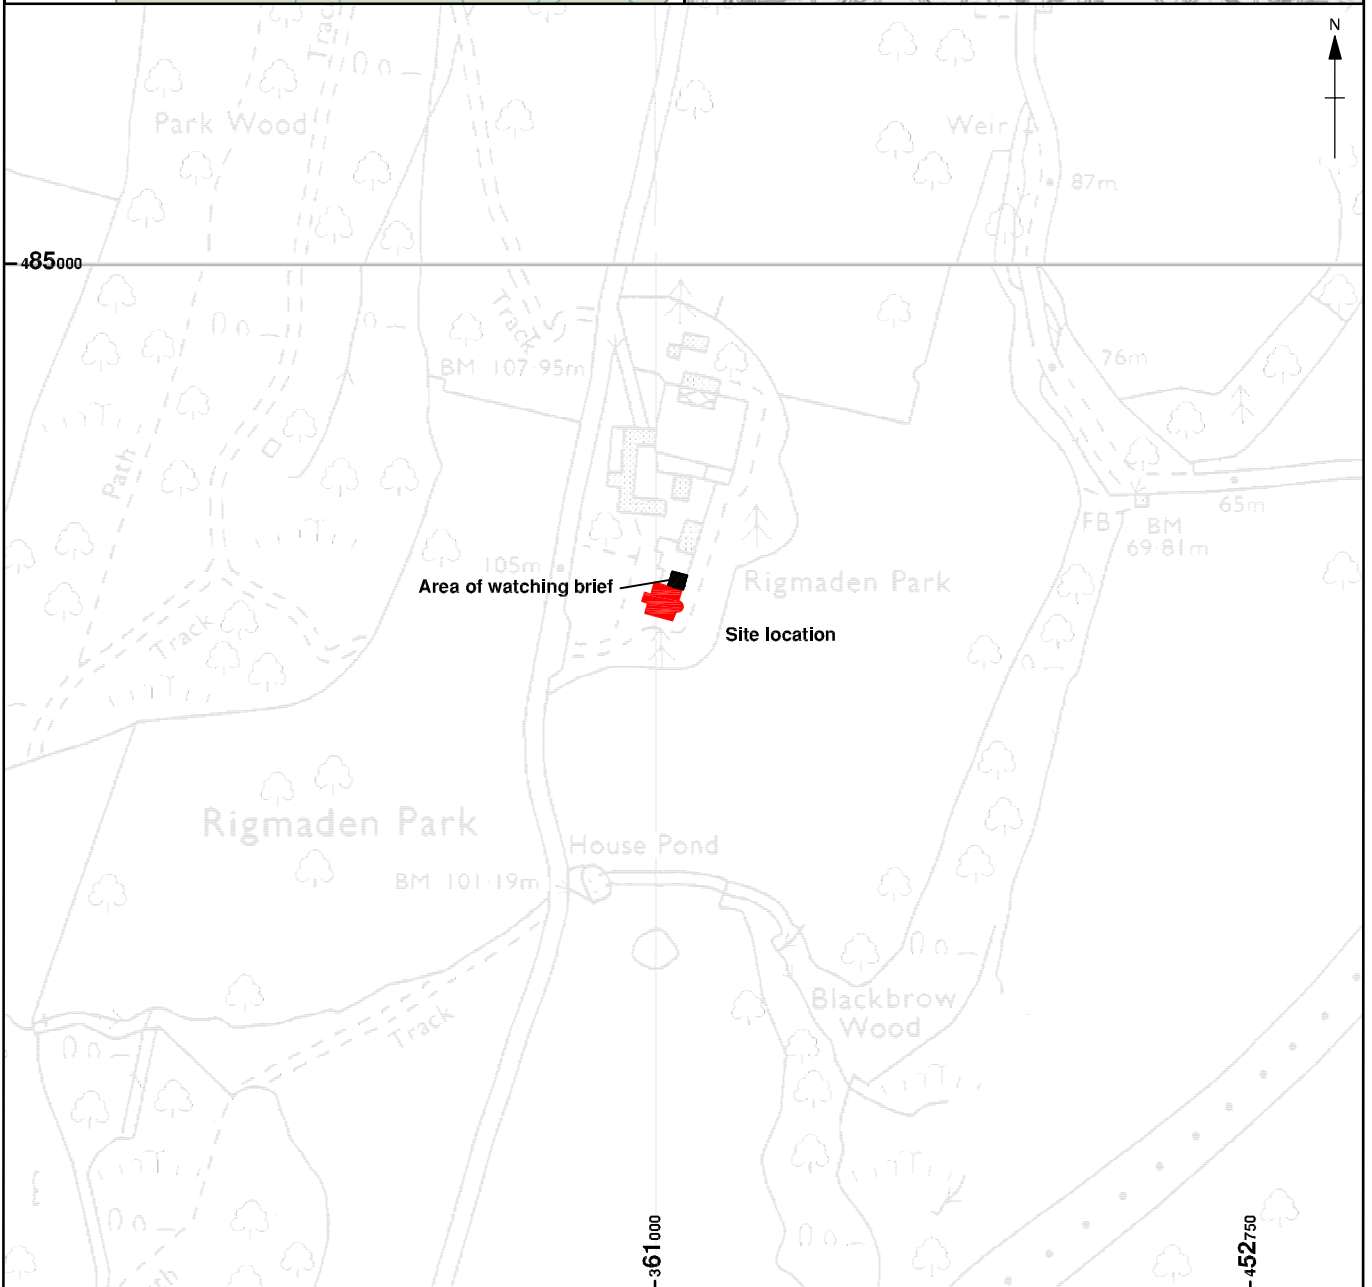 N
Park Wood
Weir
87m
485000
Track
BM 107·95m
76m
Path
65m
FB
BM
69·81m
105m
Area of watching brief
Rigmaden Park
Track
Site location
Rigmaden Park
House Pond
BM 101·19m
Blackbrow
Wood
Track
361000
452750